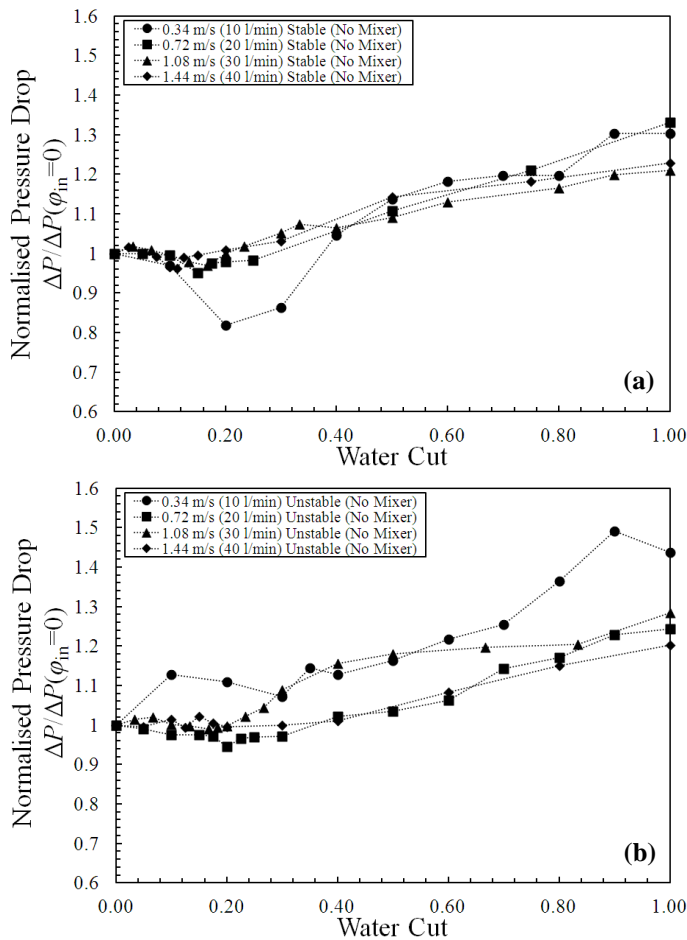 1.6
1.5
1.4
1.3
1.2
1.1
1
0.9
0.8
0.7
0.6
Normalised Pressure Drop
ΔP/ΔP(φin=0)
0.34 m/s (10 l/min) Stable (No Mixer)
0.72 m/s (20 l/min) Stable (No Mixer)
1.08 m/s (30 l/min) Stable (No Mixer)
1.44 m/s (40 l/min) Stable (No Mixer)
(a)
0.00 0.20 0.40 0.60 0.80 1.00
Water Cut
1.6
1.5
1.4
1.3
1.2
1.1
1
0.9
0.8
0.7
0.6
Normalised Pressure Drop
ΔP/ΔP(φin=0)
0.34 m/s (10 l/min) Unstable (No Mixer)
0.72 m/s (20 l/min) Unstable (No Mixer)
1.08 m/s (30 l/min) Unstable (No Mixer)
1.44 m/s (40 l/min) Unstable (No Mixer)
(b)
0.00 0.20 0.40 0.60 0.80 1.00
Water Cut